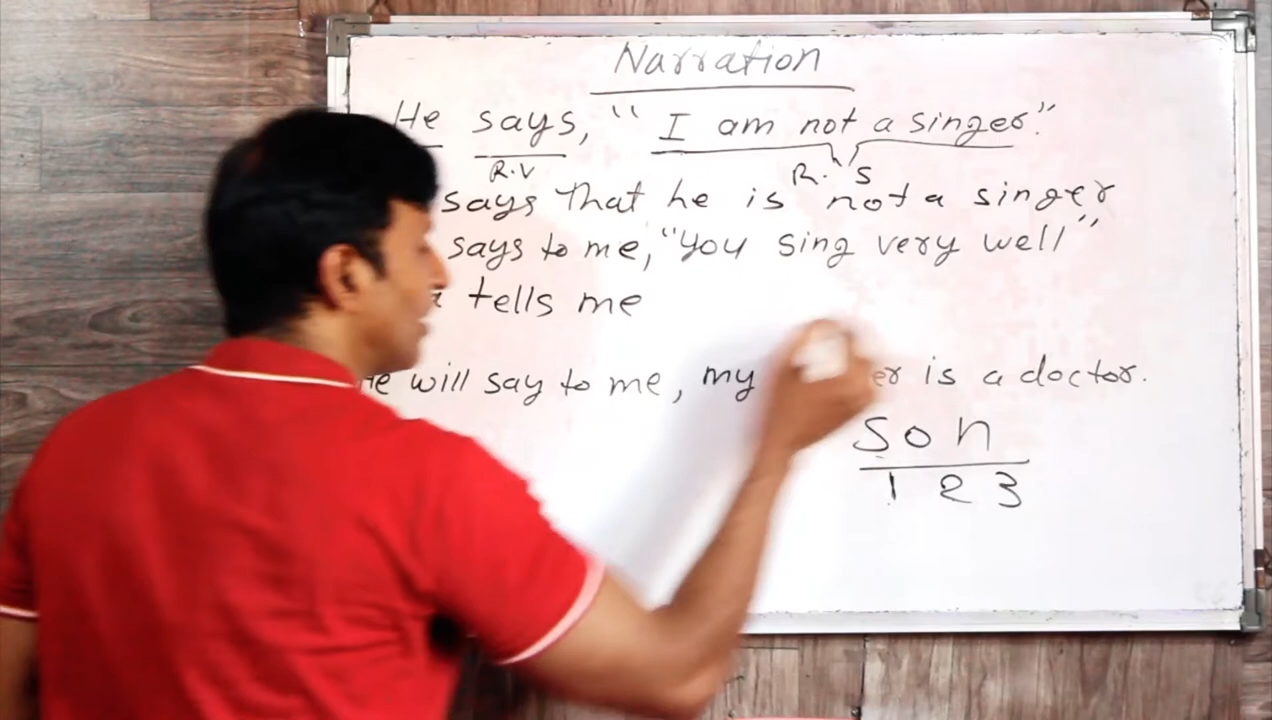 Narration
He says, "I am not a singer."
R.V
R. S
says that he is not a singer
says to me, "You sing very well"
tells me
He will say to me, my is a doctor.
SON
1 2 3